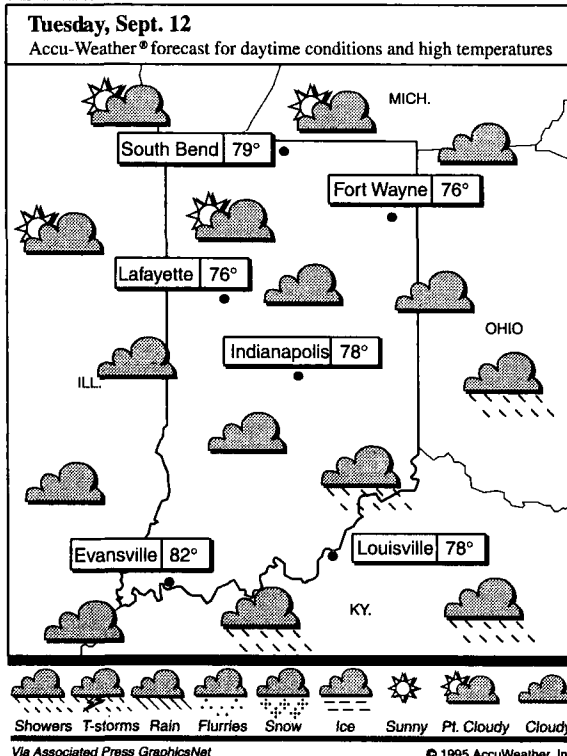 Tuesday, Sept. 12
Accu-Weather® forecast for daytime conditions and high temperatures
MICH.
South Bend 79°
Fort Wayne 76°
Lafayette 76°
OHIO
Indianapolis 78°
ILL.
Evansville 82°
Louisville 78°
KY.
Showers T-storms Rain Flurries Snow Ice Sunny Pt. Cloudy Cloudy
Via Associated Press GraphicsNet
© 1995 AccuWeather, In